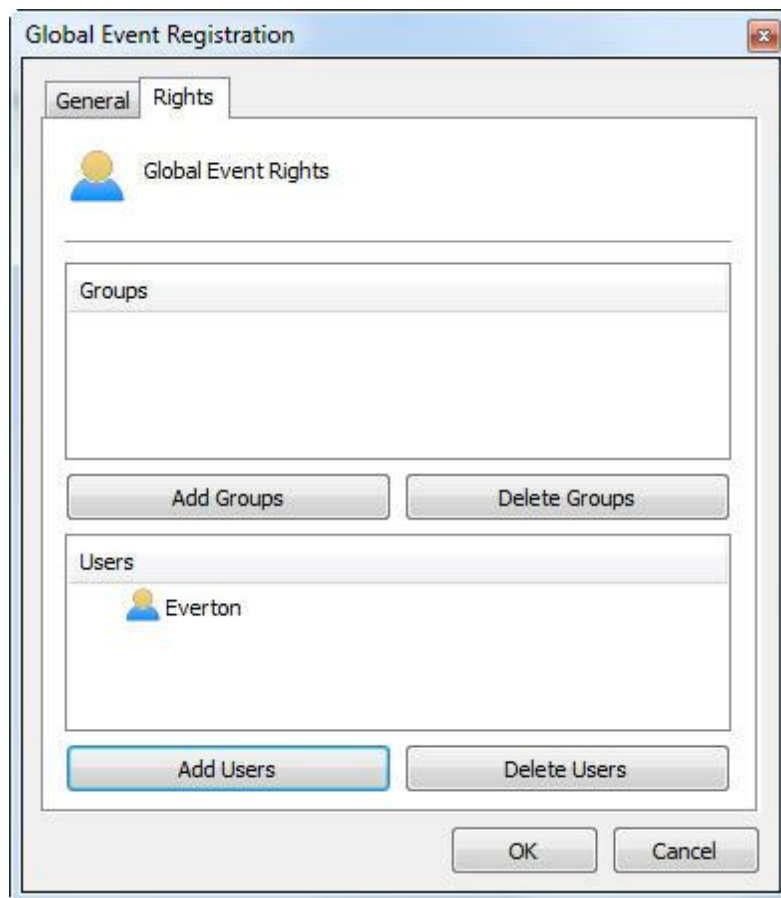 Global Event Registration
General Rights
Global Event Rights
Groups
Add Groups Delete Groups
Users
Everton
Add Users Delete Users
OK Cancel